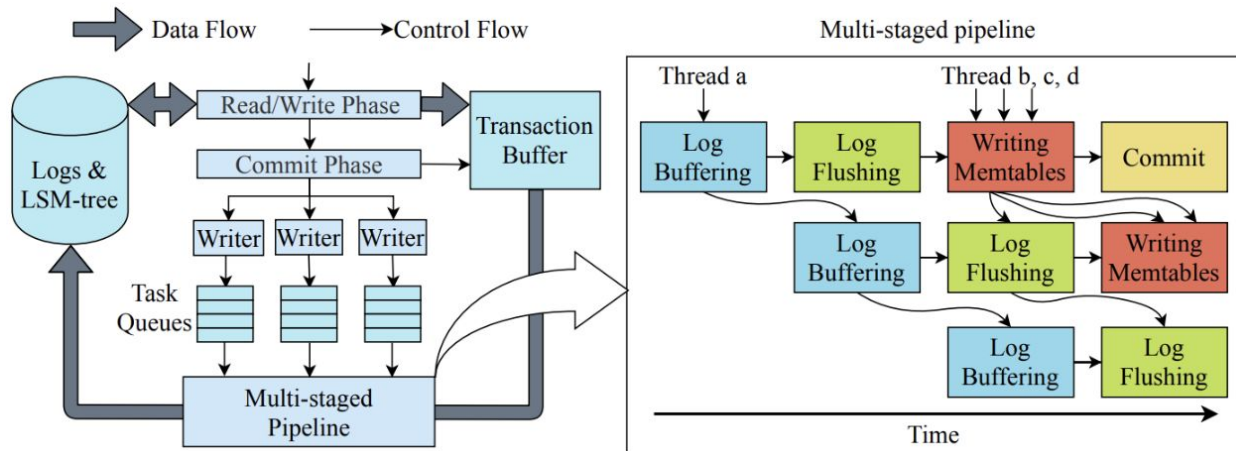 Data Flow
Control Flow
Read/Write Phase
Commit Phase
Transaction
Buffer
Logs &
LSM-tree
Writer
Writer
Writer
Task
Queues
Multi-staged
Pipeline
Multi-staged pipeline
Thread a
Thread b, c, d
Log
Buffering
Log
Flushing
Writing
Memtables
Commit
Log
Buffering
Log
Flushing
Writing
Memtables
Log
Buffering
Log
Flushing
Time